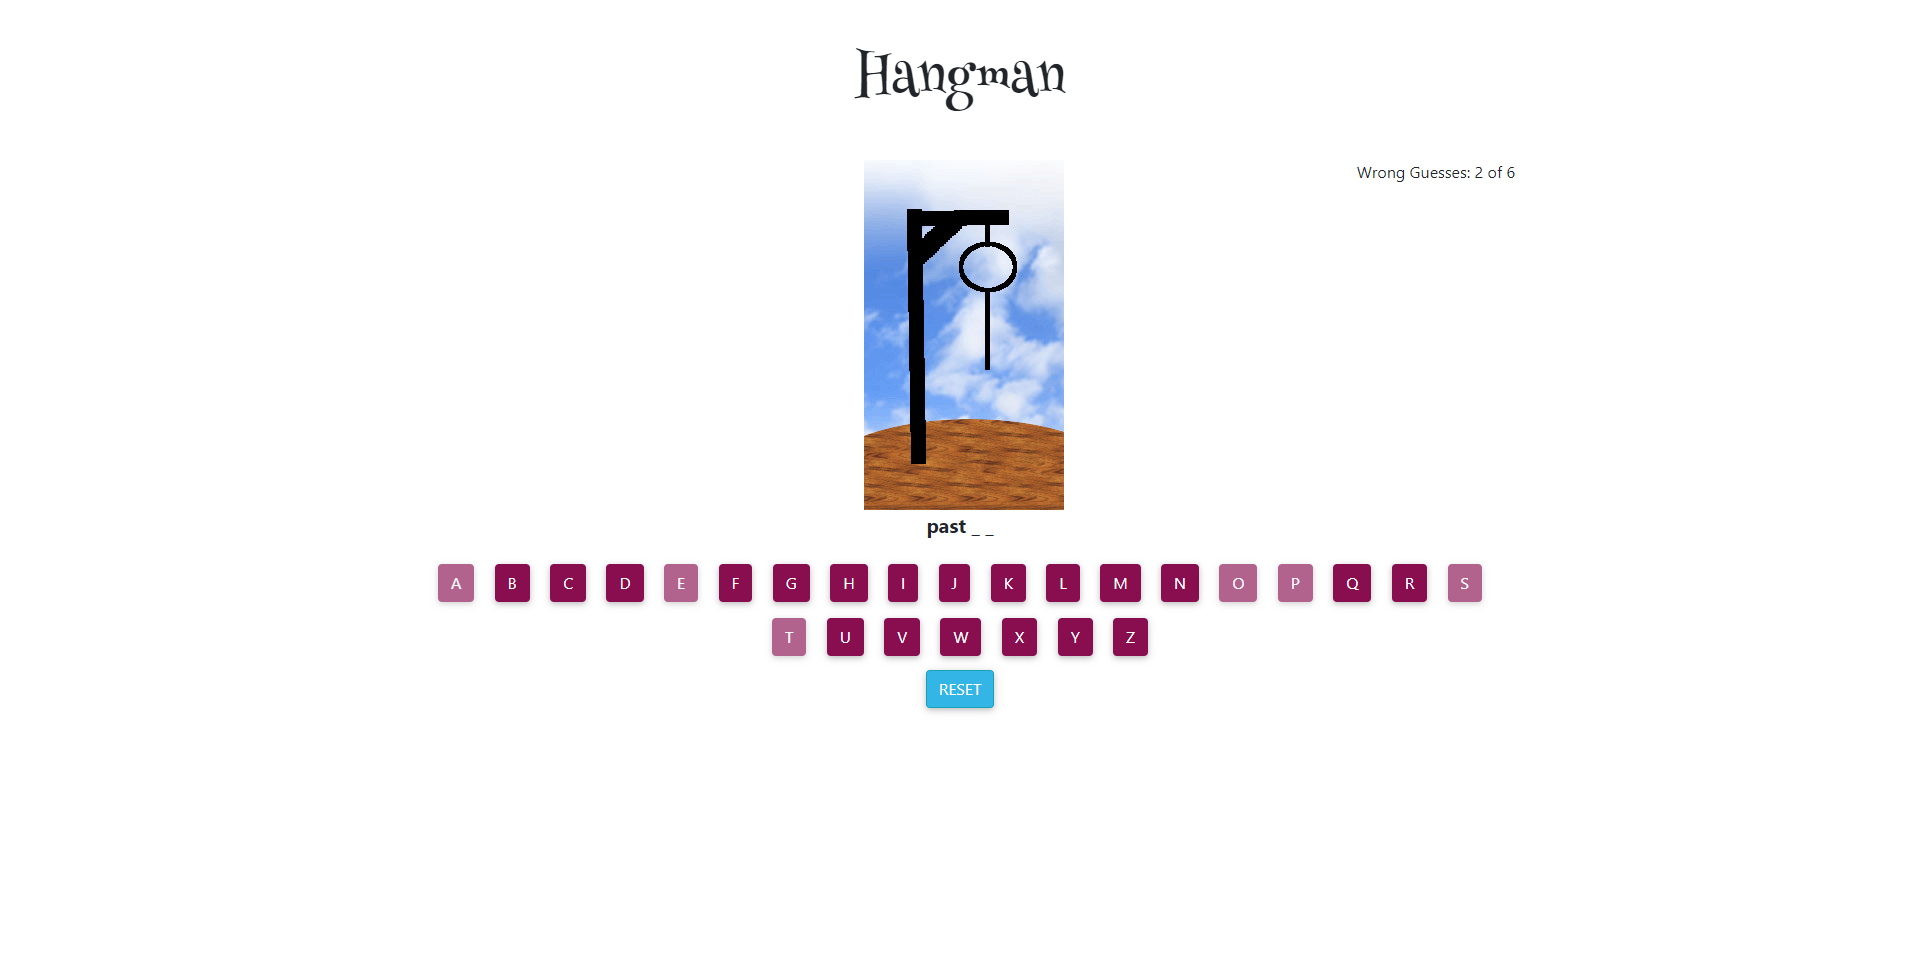 Hangman
Wrong Guesses: 2 of 6
past _ _
A B C D E F G H I J K L M N O P Q R S
T U V W X Y Z
RESET